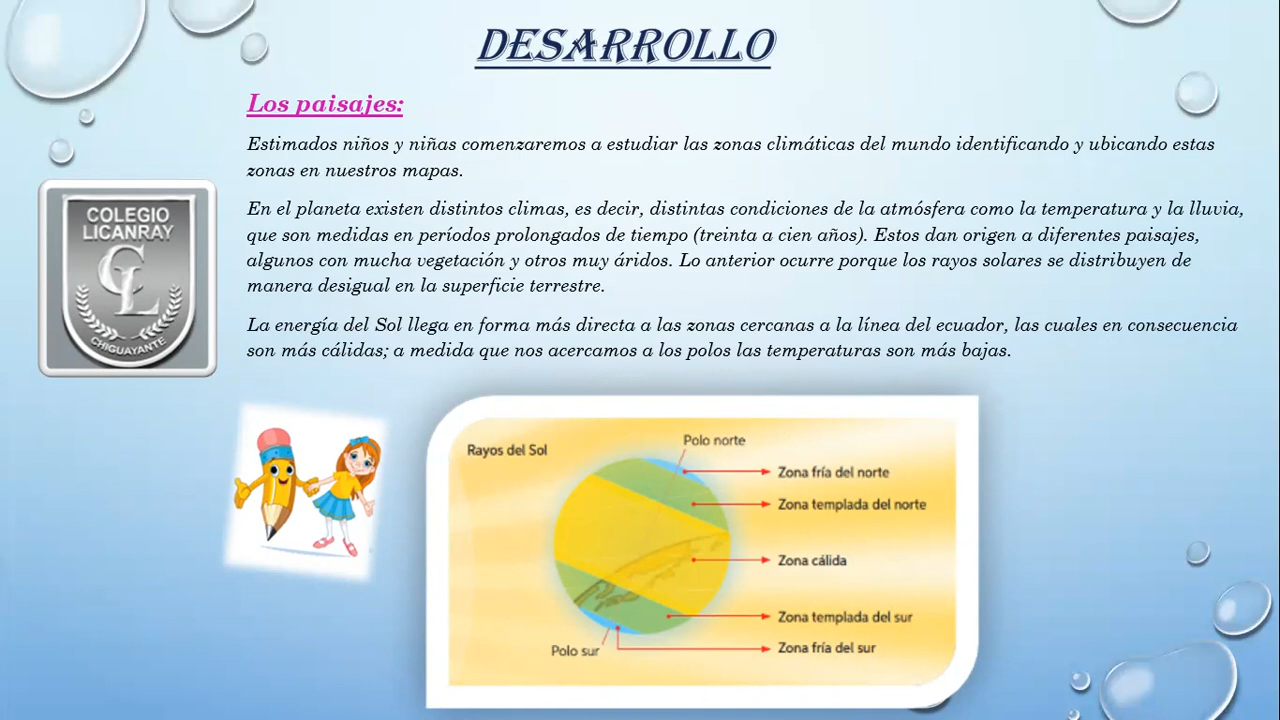 DESARROLLO
Los paisajes:
Estimados niños y niñas comenzaremos a estudiar las zonas climáticas del mundo identificando y ubicando estas
zonas en nuestros mapas.
En el planeta existen distintos climas, es decir, distintas condiciones de la atmósfera como la temperatura y la lluvia,
que son medidas en períodos prolongados de tiempo (treinta a cien años). Estos dan origen a diferentes paisajes,
algunos con mucha vegetación y otros muy áridos. Lo anterior ocurre porque los rayos solares se distribuyen de
manera desigual en la superficie terrestre.
La energía del Sol llega en forma más directa a las zonas cercanas a la línea del ecuador, las cuales en consecuencia
son más cálidas; a medida que nos acercamos a los polos las temperaturas son más bajas.
COLEGIO
LICANRAY
CL
CHIGUAYANTE
Rayos del Sol
Polo norte
Zona fría del norte
Zona templada del norte
Zona cálida
Zona templada del sur
Zona fría del sur
Polo sur